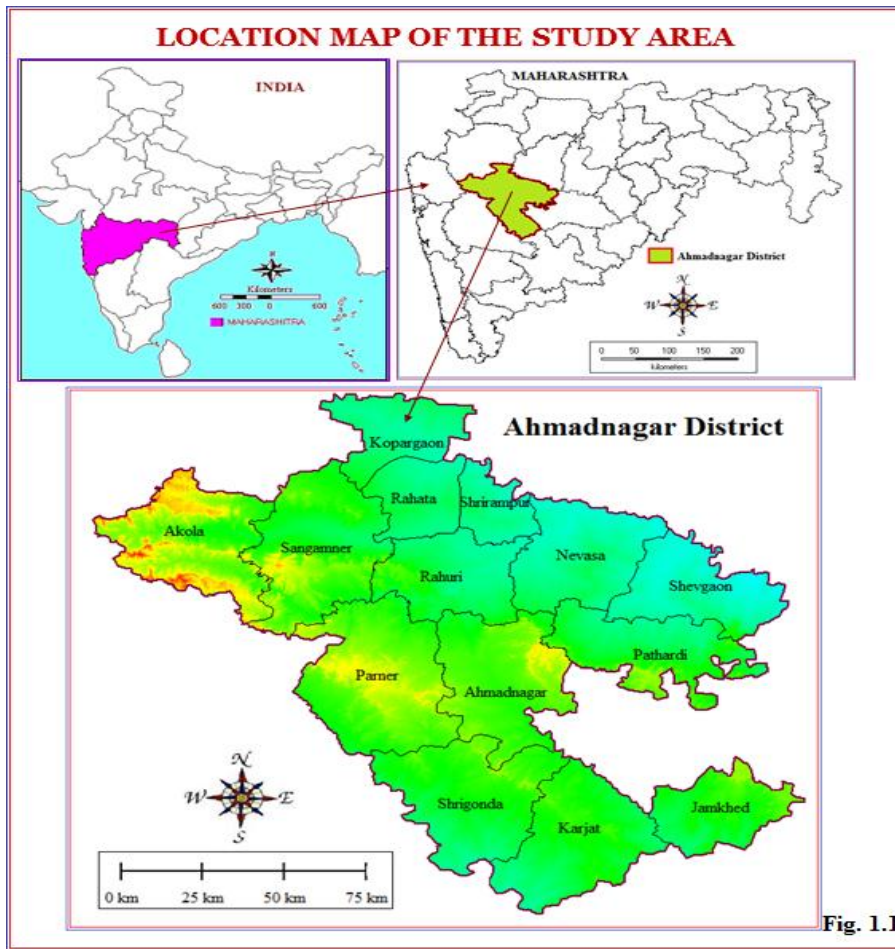 LOCATION MAP OF THE STUDY AREA
INDIA
N
Kilometers
600 300 0 600
MAHARASHTRA
MAHARASHTRA
Ahmadnagar District
N
W E
S
0 50 100 150 200
kilometers
Ahmadnagar District
Kopargaon
Rahata
Shrirampur
Akola
Sangamner
Rahuri
Nevasa
Shevgaon
Parner
Ahmadnagar
Pathardi
Shrigonda
Karjat
Jamkhed
N
W E
S
0 km 25 km 50 km 75 km
Fig. 1.1